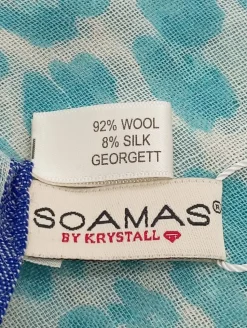 92% WOOL
8% SILK
GEORGETT
SOAMAS®
BY KRYSTALL